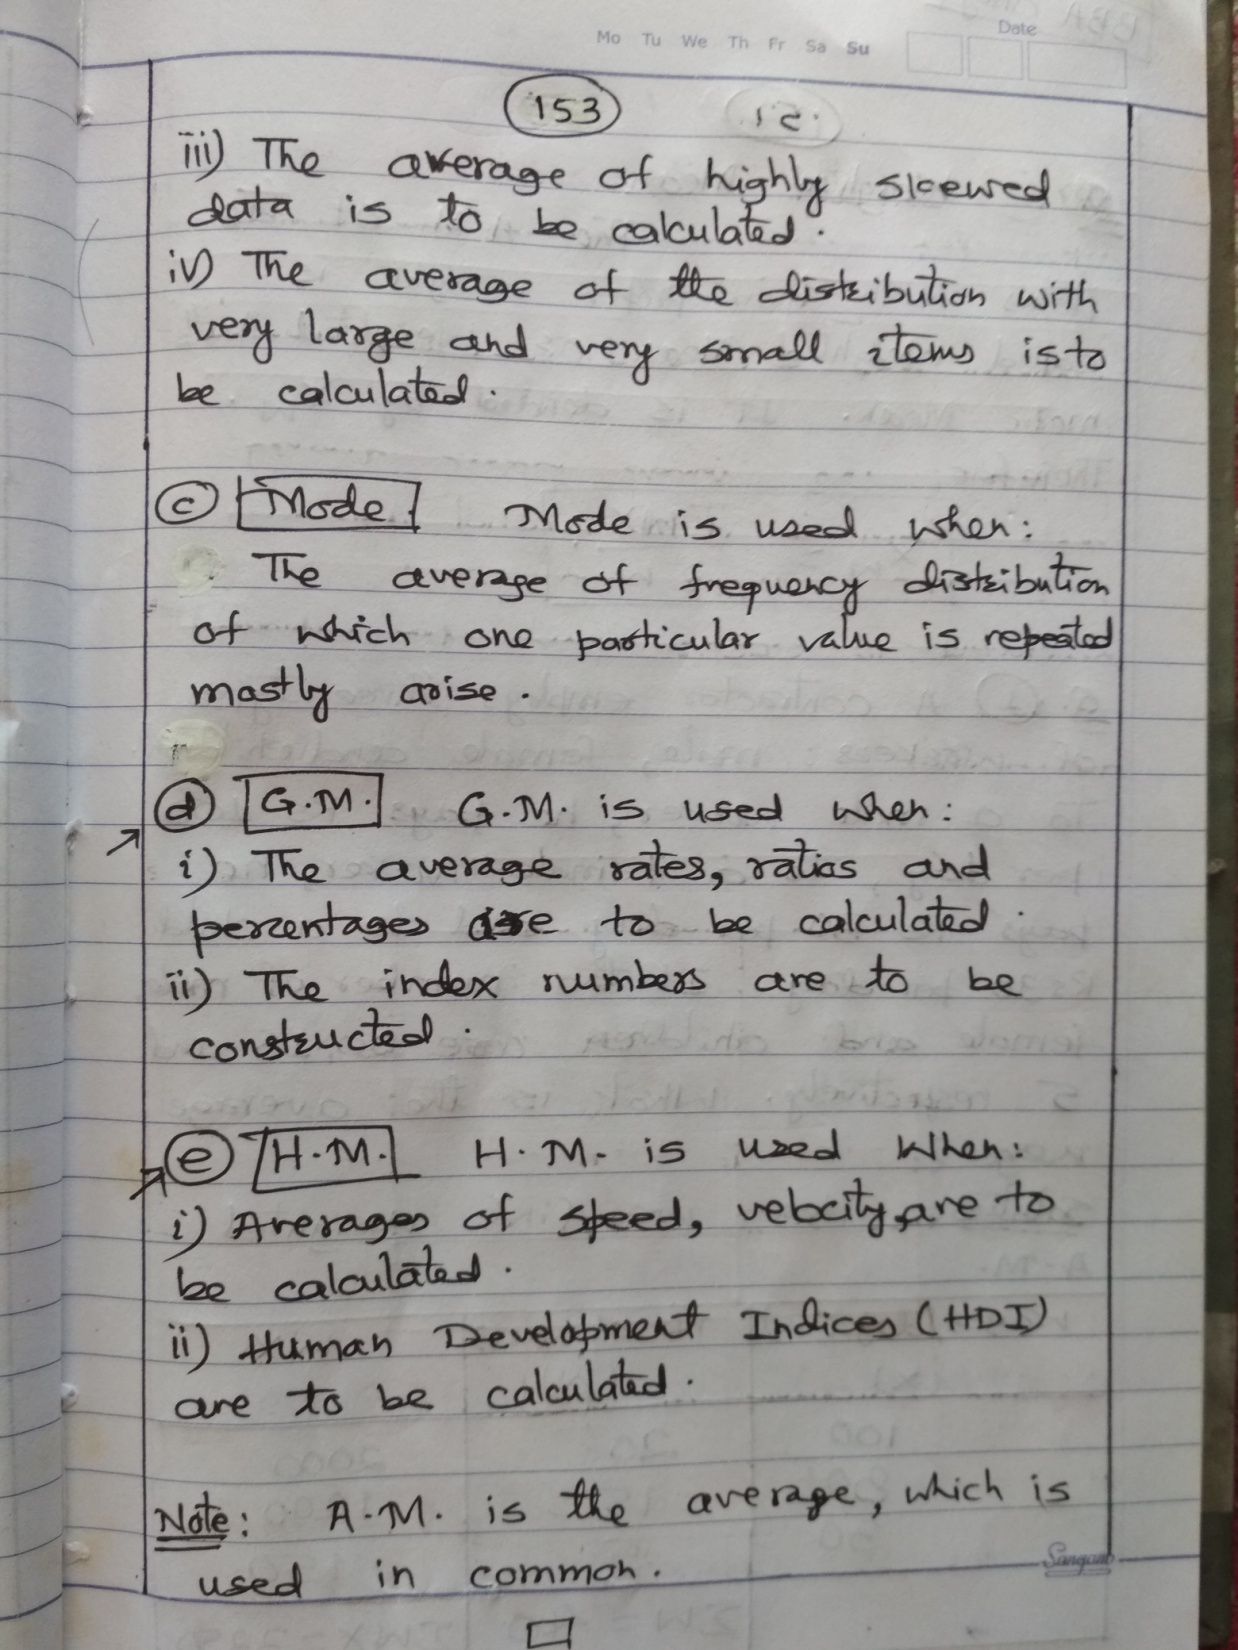 Mo Tu We Th Fr Sa Su
Date
153
iii) The average of highly skewed
data is to be calculated.
iv) The average of the distribution with
very large and very small items is to
be calculated.
c Mode Mode is used when:
The average of frequency distribution
of which one particular value is repeated
mostly arise.
d G.M. G.M. is used when:
i) The average rates, ratios and
percentages are to be calculated.
ii) The index numbers are to be
constructed.
e H.M. H.M. is used when:
i) Averages of speed, velocity, are to
be calculated.
ii) Human Development Indices (HDI)
are to be calculated.
Note: A.M. is the average, which is
used in common.
Sangam